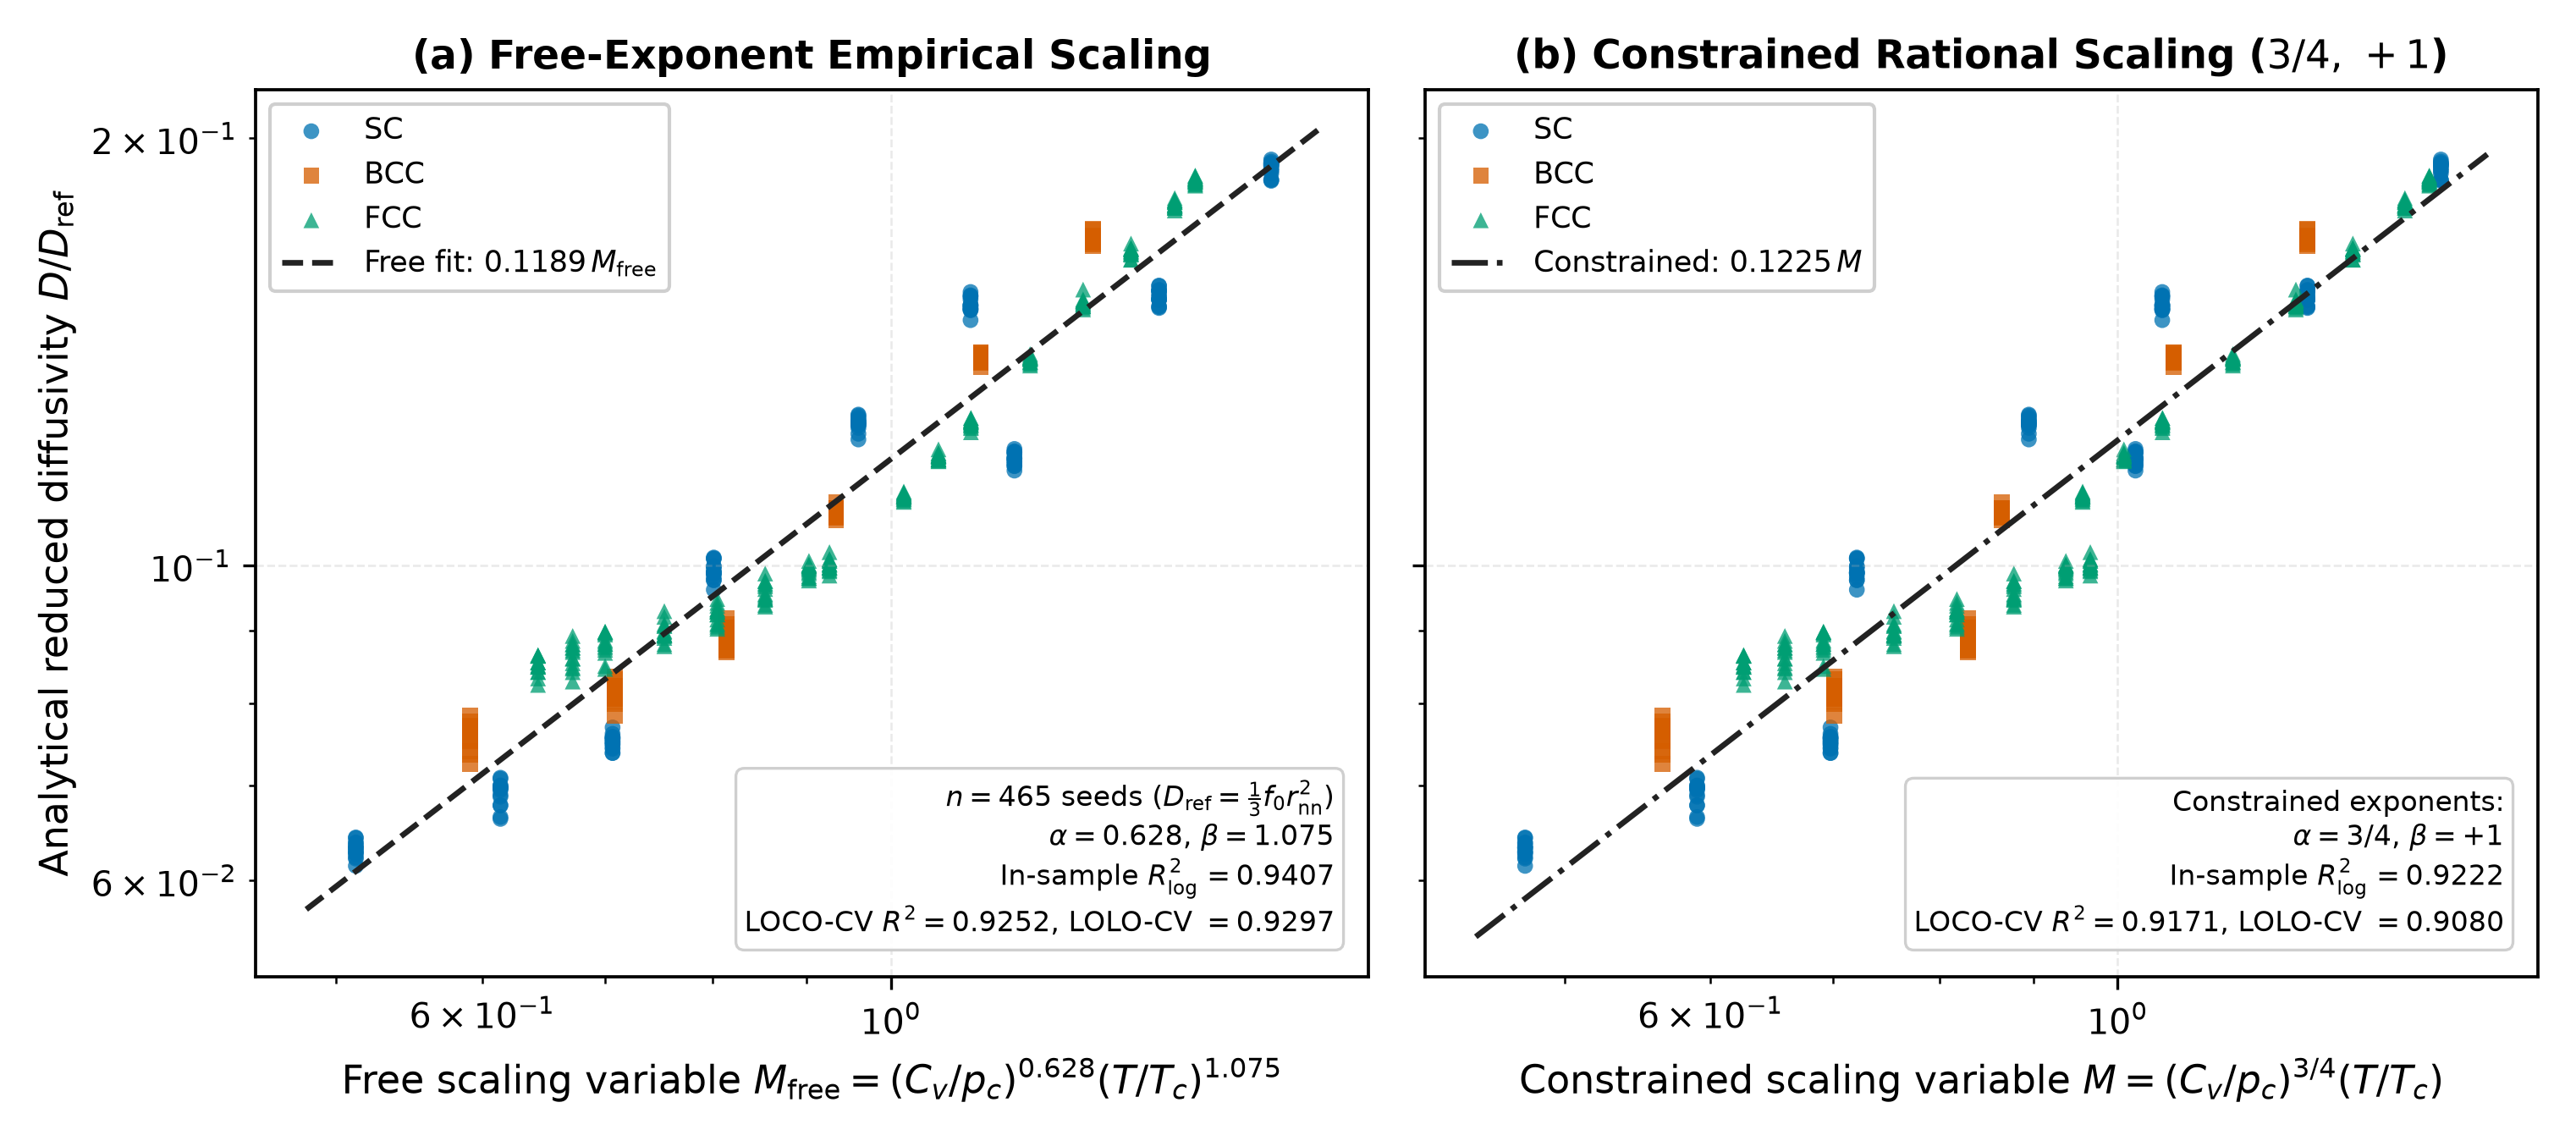 (a) Free-Exponent Empirical Scaling
SC
BCC
FCC
Free fit: 0.1189 M_free
Analytical reduced diffusivity D/D_ref
2 × 10⁻¹
10⁻¹
6 × 10⁻²
n = 465 seeds (D_ref = ⅓ f₀ r²_nn)
α = 0.628, β = 1.075
In-sample R²_log = 0.9407
LOCO-CV R² = 0.9252, LOLO-CV = 0.9297
6 × 10⁻¹
10⁰
Free scaling variable M_free = (C_v/p_c)^0.628 (T/T_c)^1.075
(b) Constrained Rational Scaling (3/4, +1)
SC
BCC
FCC
Constrained: 0.1225 M
Constrained exponents:
α = 3/4, β = +1
In-sample R²_log = 0.9222
LOCO-CV R² = 0.9171, LOLO-CV = 0.9080
6 × 10⁻¹
10⁰
Constrained scaling variable M = (C_v/p_c)^3/4 (T/T_c)